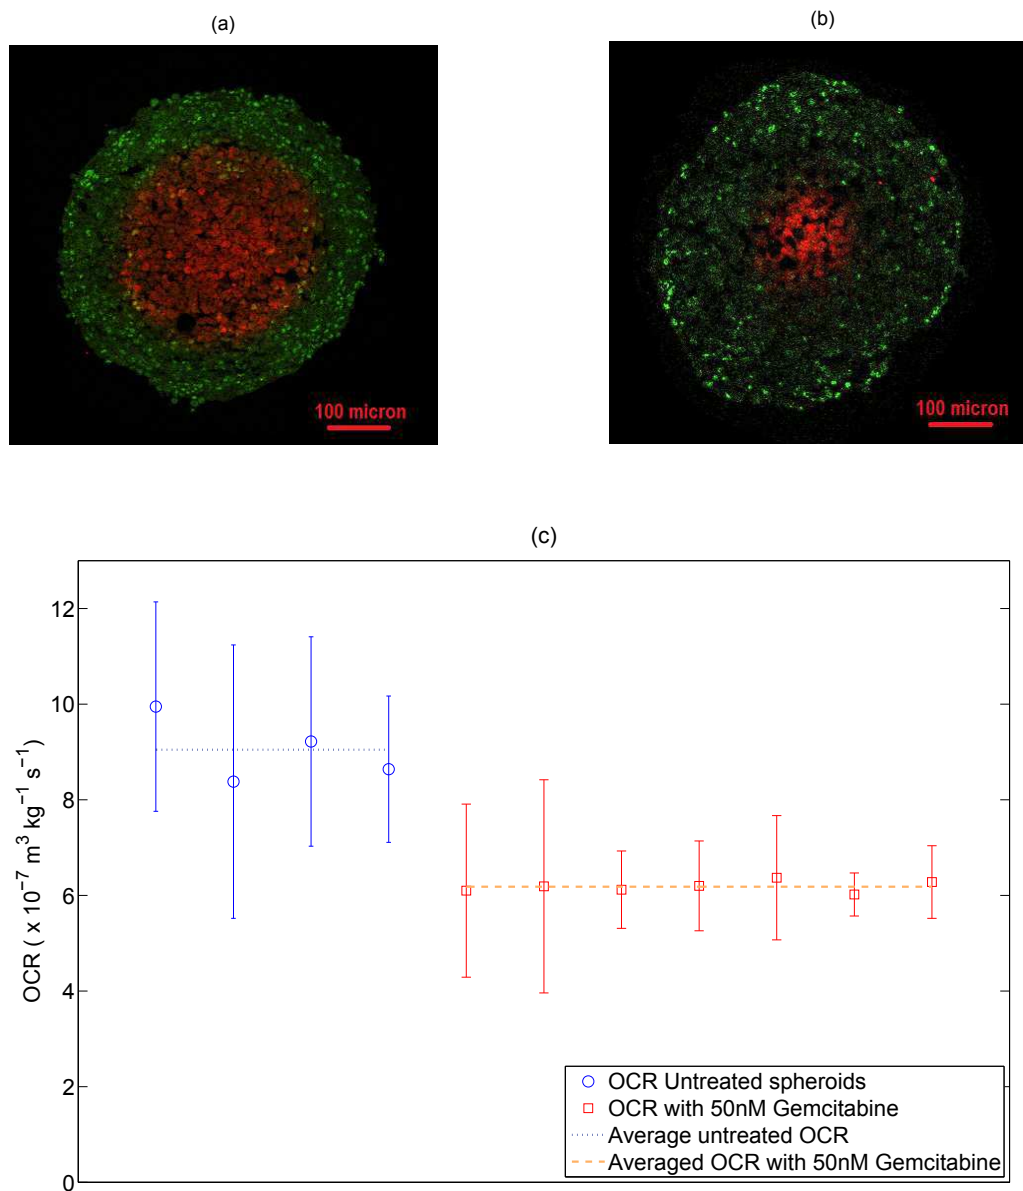 (a)
(b)
100 micron
100 micron
(c)
12
10
8
6
4
2
0
OCR ( x 10⁻⁷ m³ kg⁻¹ s⁻¹)
OCR Untreated spheroids
OCR with 50nM Gemcitabine
Average untreated OCR
Averaged OCR with 50nM Gemcitabine